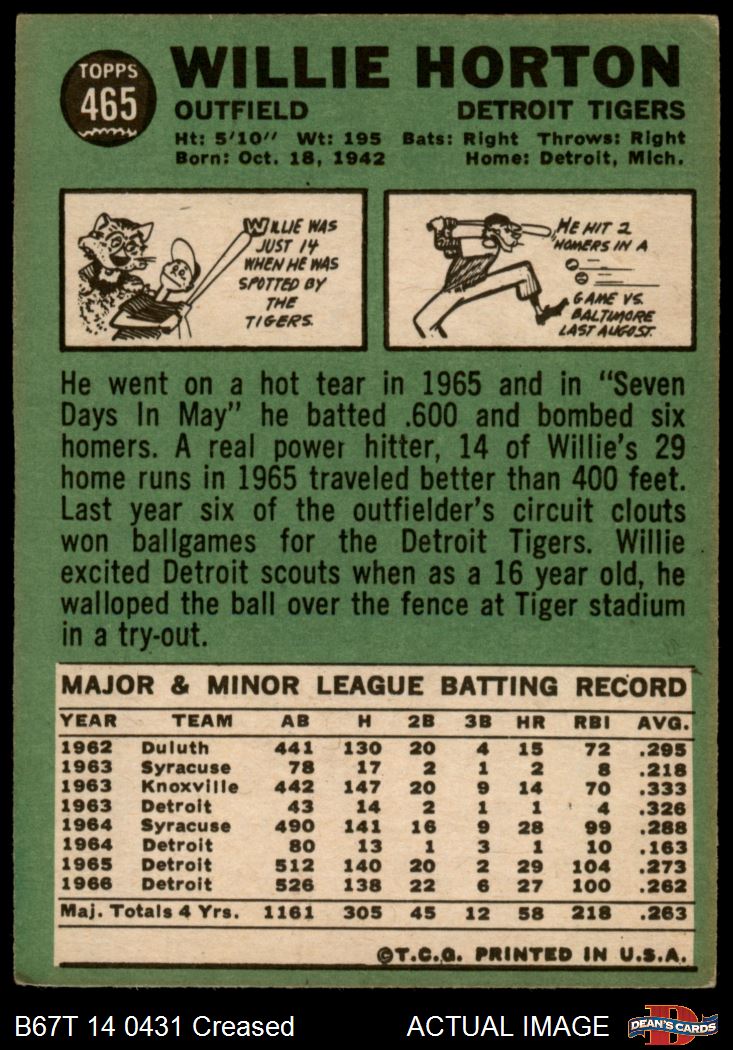 TOPPS
465
WILLIE HORTON
OUTFIELD DETROIT TIGERS
Ht: 5'10" Wt: 195 Bats: Right Throws: Right
Born: Oct. 18, 1942 Home: Detroit, Mich.
WILLIE WAS
JUST 14
WHEN HE WAS
SPOTTED BY
THE
TIGERS.
HE HIT 2
HOMERS IN A
GAME VS.
BALTIMORE
LAST AUGUST.
He went on a hot tear in 1965 and in "Seven
Days In May" he batted .600 and bombed six
homers. A real power hitter, 14 of Willie's 29
home runs in 1965 traveled better than 400 feet.
Last year six of the outfielder's circuit clouts
won ballgames for the Detroit Tigers. Willie
excited Detroit scouts when as a 16 year old, he
walloped the ball over the fence at Tiger stadium
in a try-out.
MAJOR & MINOR LEAGUE BATTING RECORD
YEAR TEAM AB H 2B 3B HR RBI AVG.
1962 Duluth 441 130 20 4 15 72 .295
1963 Syracuse 78 17 2 1 2 8 .218
1963 Knoxville 442 147 20 9 14 70 .333
1963 Detroit 43 14 2 1 1 4 .326
1964 Syracuse 490 141 16 9 28 99 .288
1964 Detroit 80 13 1 3 1 10 .163
1965 Detroit 512 140 20 2 29 104 .273
1966 Detroit 526 138 22 6 27 100 .262
Maj. Totals 4 Yrs. 1161 305 45 12 58 218 .263
©T.C.G. PRINTED IN U.S.A.
B67T 14 0431 Creased ACTUAL IMAGE
D
DEAN'S CARDS